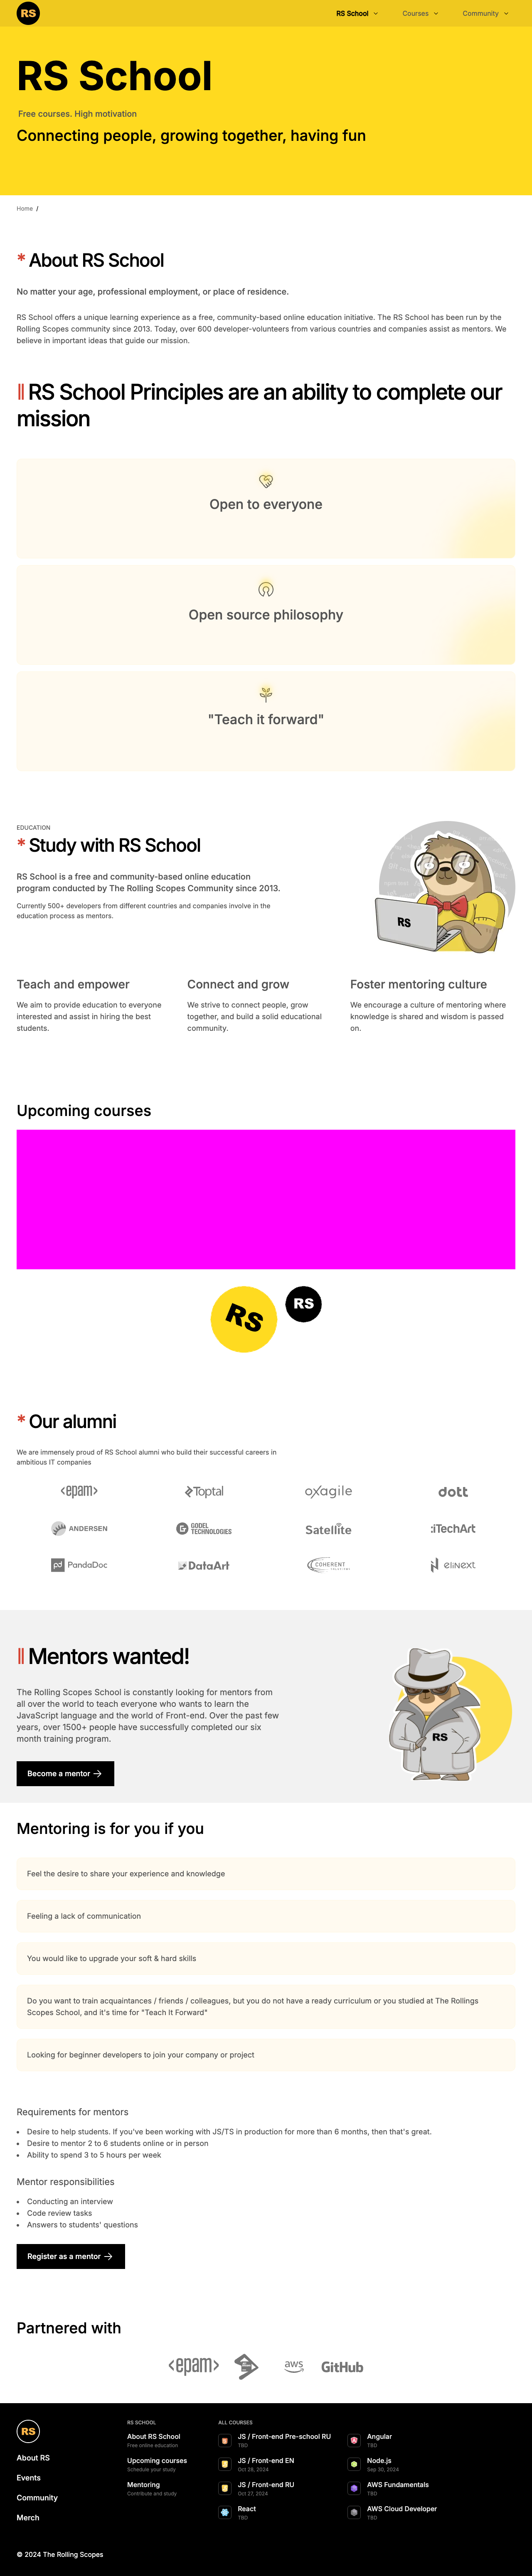 RS
RS School
Courses
Community
RS School
Free courses. High motivation
Connecting people, growing together, having fun
Home /
* About RS School
No matter your age, professional employment, or place of residence.
RS School offers a unique learning experience as a free, community-based online education initiative. The RS School has been run by the
Rolling Scopes community since 2013. Today, over 600 developer-volunteers from various countries and companies assist as mentors. We
believe in important ideas that guide our mission.
RS School Principles are an ability to complete our
mission
Open to everyone
Open source philosophy
"Teach it forward"
EDUCATION
* Study with RS School
RS School is a free and community-based online education
program conducted by The Rolling Scopes Community since 2013.
Currently 500+ developers from different countries and companies involve in the
education process as mentors.
RS
Teach and empower
We aim to provide education to everyone
interested and assist in hiring the best
students.
Connect and grow
We strive to connect people, grow
together, and build a solid educational
community.
Foster mentoring culture
We encourage a culture of mentoring where
knowledge is shared and wisdom is passed
on.
Upcoming courses
RS
RS
* Our alumni
We are immensely proud of RS School alumni who build their successful careers in
ambitious IT companies
<epam>
Toptal
oxagile
dott
ANDERSEN
GODEL
TECHNOLOGIES
Satellite
iTechArt
pd PandaDoc
DataArt
COHERENT
SOLUTIONS
elinext
Mentors wanted!
The Rolling Scopes School is constantly looking for mentors from
all over the world to teach everyone who wants to learn the
JavaScript language and the world of Front-end. Over the past few
years, over 1500+ people have successfully completed our six
month training program.
Become a mentor
RS
Mentoring is for you if you
Feel the desire to share your experience and knowledge
Feeling a lack of communication
You would like to upgrade your soft & hard skills
Do you want to train acquaintances / friends / colleagues, but you do not have a ready curriculum or you studied at The Rollings
Scopes School, and it's time for "Teach It Forward"
Looking for beginner developers to join your company or project
Requirements for mentors
• Desire to help students. If you've been working with JS/TS in production for more than 6 months, then that's great.
• Desire to mentor 2 to 6 students online or in person
• Ability to spend 3 to 5 hours per week
Mentor responsibilities
• Conducting an interview
• Code review tasks
• Answers to students' questions
Register as a mentor
Partnered with
<epam>
aws
GitHub
RS
About RS
Events
Community
Merch
RS SCHOOL
About RS School
Free online education
Upcoming courses
Schedule your study
Mentoring
Contribute and study
ALL COURSES
JS / Front-end Pre-school RU
TBD
JS / Front-end EN
Oct 28, 2024
JS / Front-end RU
Oct 27, 2024
React
TBD
Angular
TBD
Node.js
Sep 30, 2024
AWS Fundamentals
TBD
AWS Cloud Developer
TBD
© 2024 The Rolling Scopes